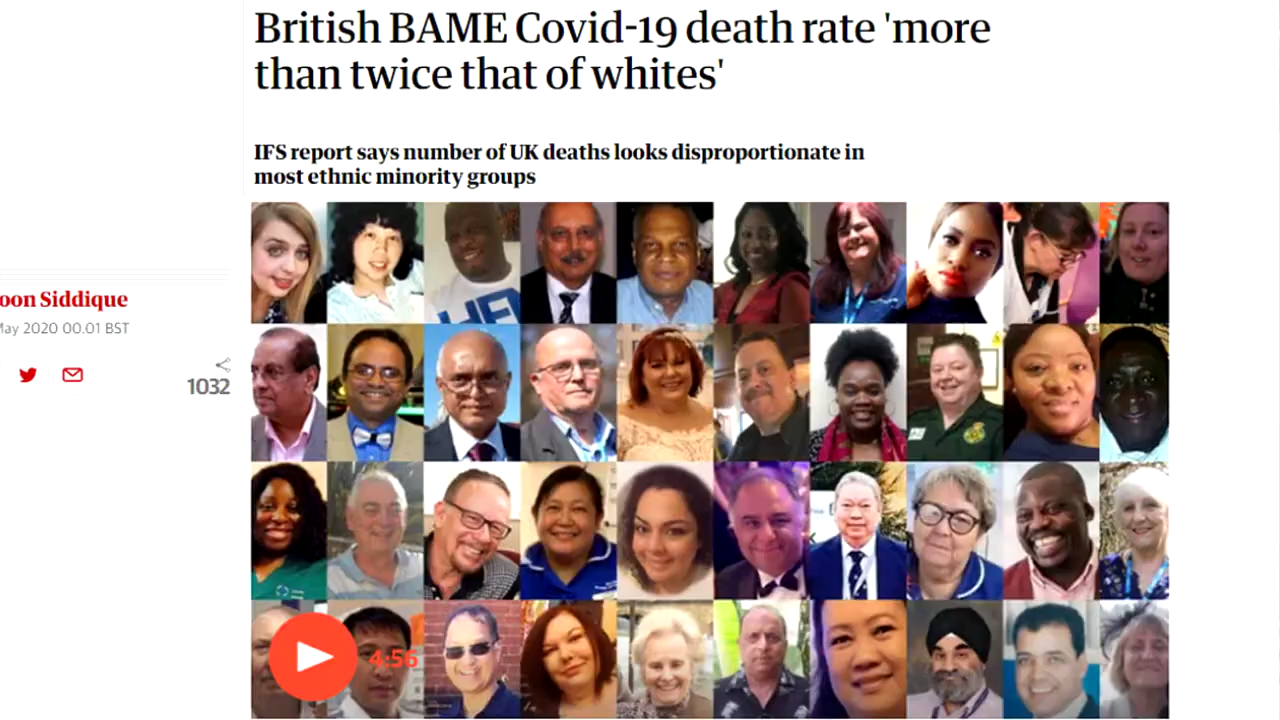 British BAME Covid-19 death rate 'more
than twice that of whites'
IFS report says number of UK deaths looks disproportionate in
most ethnic minority groups
oon Siddique
May 2020 00.01 BST
1032
4:56